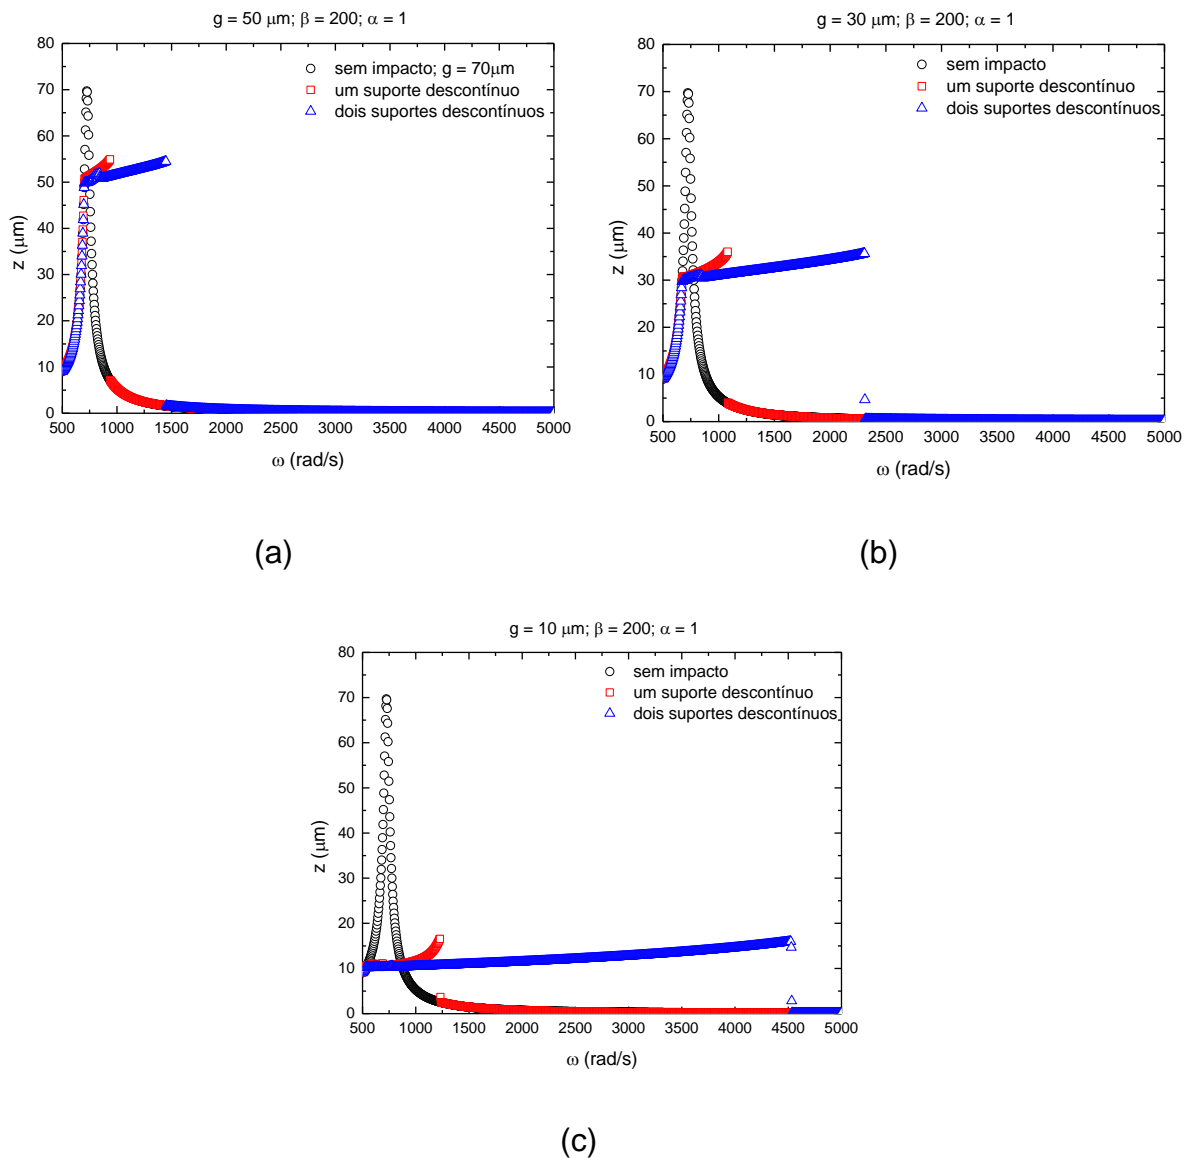 g = 50 μm; β = 200; α = 1
80
70
60
50
40
30
20
10
0
z (μm)
sem impacto; g = 70μm
um suporte descontínuo
dois suportes descontínuos
500 1000 1500 2000 2500 3000 3500 4000 4500 5000
ω (rad/s)
(a)
g = 30 μm; β = 200; α = 1
80
70
60
50
40
30
20
10
0
z (μm)
sem impacto
um suporte descontínuo
dois suportes descontínuos
500 1000 1500 2000 2500 3000 3500 4000 4500 5000
ω (rad/s)
(b)
g = 10 μm; β = 200; α = 1
80
70
60
50
40
30
20
10
0
z (μm)
sem impacto
um suporte descontínuo
dois suportes descontínuos
500 1000 1500 2000 2500 3000 3500 4000 4500 5000
ω (rad/s)
(c)